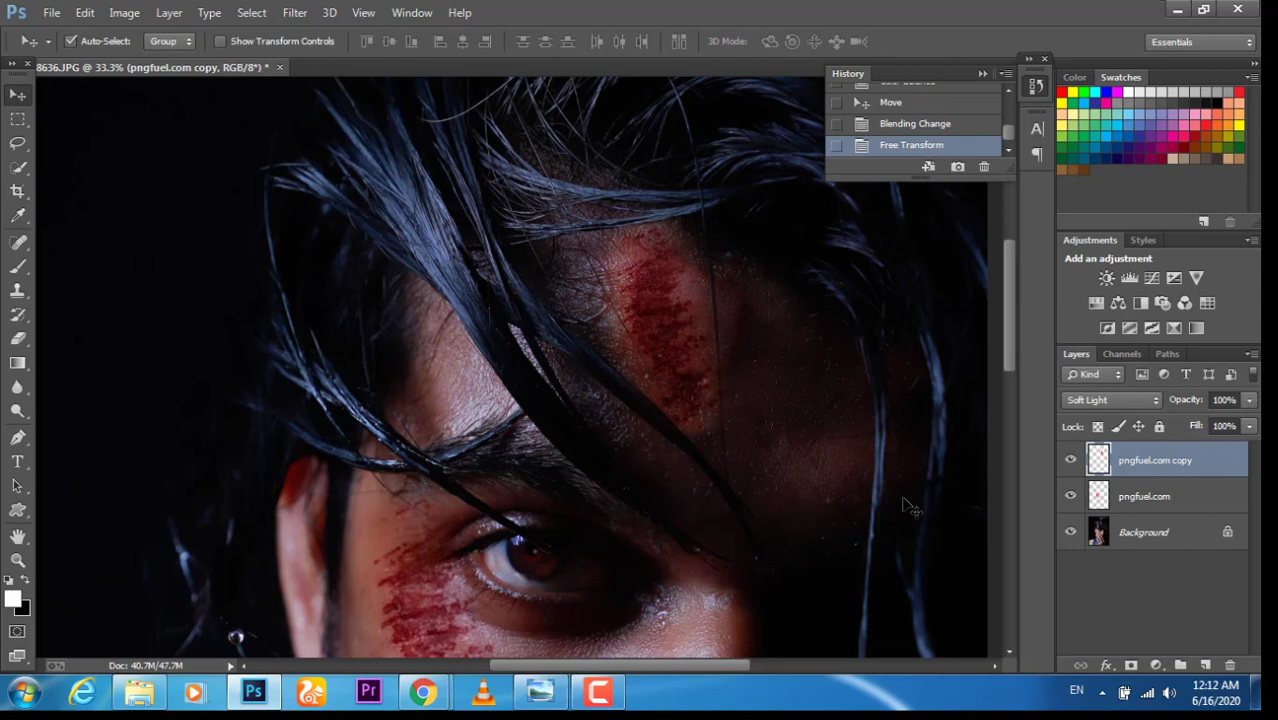 Ps File Edit Image Layer Type Select Filter 3D View Window Help
Auto-Select: Group Show Transform Controls 3D Mode: Essentials
8636.JPG @ 33.3% (pngfuel.com copy, RGB/8*) * ×
History
Move
Blending Change
Free Transform
Color Swatches
Adjustments Styles
Add an adjustment
Layers Channels Paths
Kind
Soft Light Opacity: 100%
Lock: Fill: 100%
pngfuel.com copy
pngfuel.com
Background
Doc: 40.7M/47.7M
Ps Pr EN 12:12 AM
6/16/2020